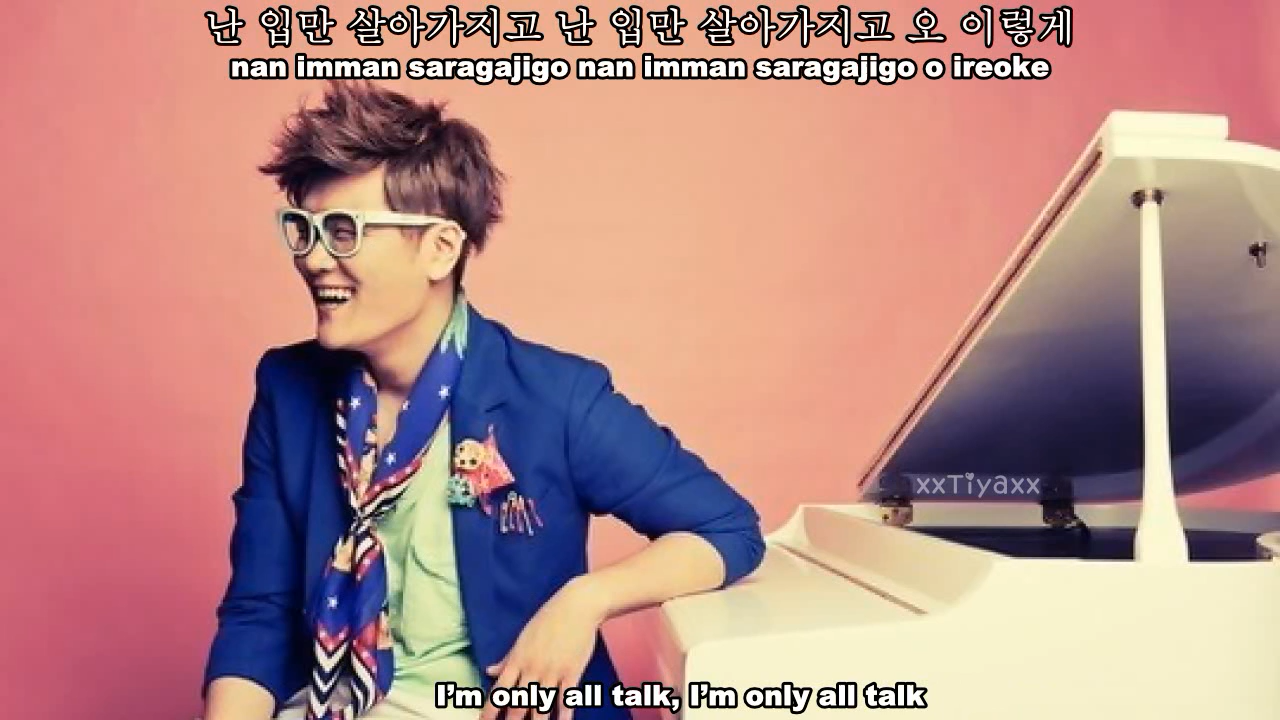 난 입만 살아가지고 난 입만 살아가지고 오 이렇게
nan imman saragajigo nan imman saragajigo o ireoke
xxTiyaxx
I'm only all talk, I'm only all talk